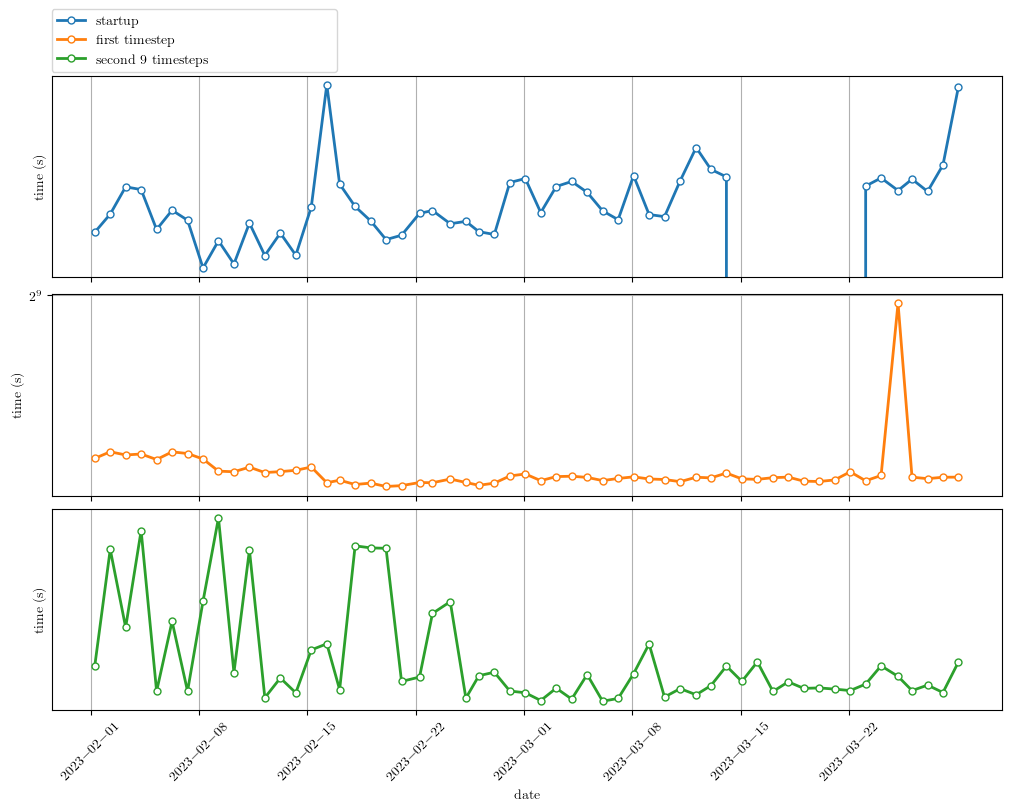 startup
first timestep
second 9 timesteps
time (s)
2⁹
time (s)
time (s)
2023−02−01
2023−02−08
2023−02−15
2023−02−22
2023−03−01
2023−03−08
2023−03−15
2023−03−22
date